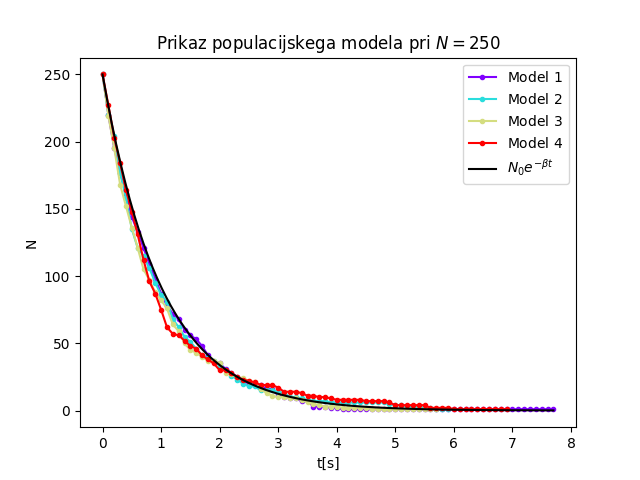 Prikaz populacijskega modela pri N = 250
250
200
150
100
50
0
N
0 1 2 3 4 5 6 7 8
t[s]
Model 1
Model 2
Model 3
Model 4
N₀e^{−βt}